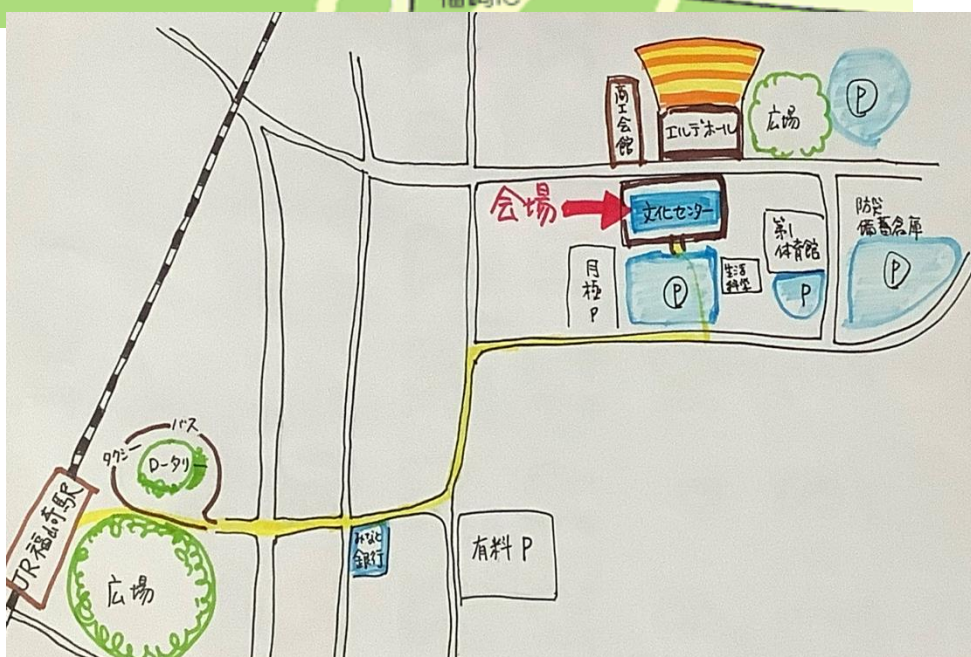 商工会館
エルデホール
広場
P
会場
文化センター
第1
体育館
防災
備蓄倉庫
月極P
P
生活
科学
P
P
バス
タクシー
ロータリー
JR福崎駅
広場
みなと
銀行
有料P